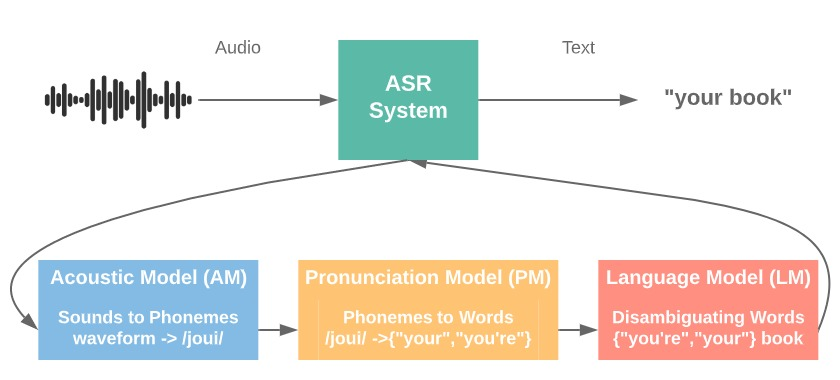 Audio
Text
ASR
System
"your book"
Acoustic Model (AM)
Sounds to Phonemes
waveform -> /joui/
Pronunciation Model (PM)
Phonemes to Words
/joui/ ->{"your","you're"}
Language Model (LM)
Disambiguating Words
{"you're","your"} book